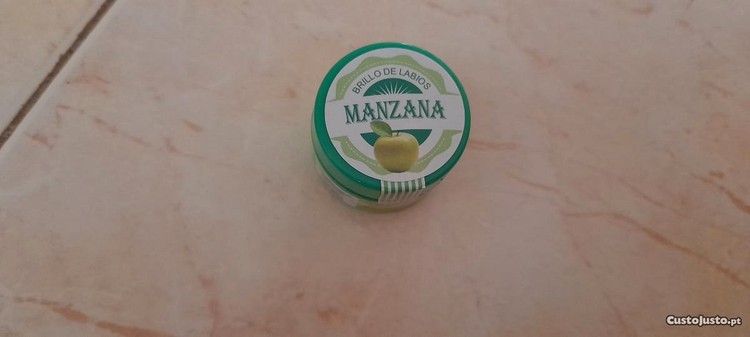 BRILLO DE LABIOS
MANZANA
CustoJusto.pt